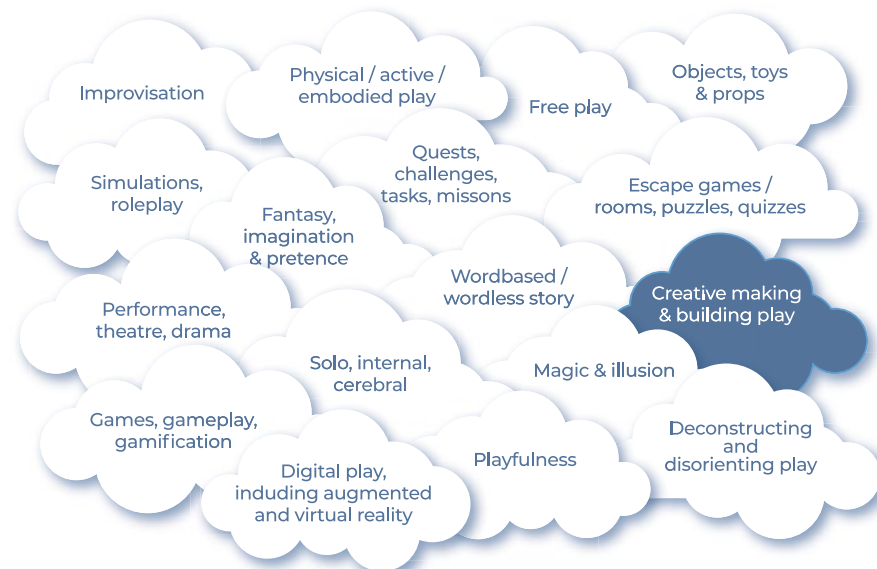 Improvisation
Physical / active /
embodied play
Free play
Objects, toys
& props
Simulations,
roleplay
Fantasy,
imagination
& pretence
Quests,
challenges,
tasks, missons
Escape games /
rooms, puzzles, quizzes
Performance,
theatre, drama
Solo, internal,
cerebral
Wordbased /
wordless story
Creative making
& building play
Magic & illusion
Games, gameplay,
gamification
Digital play,
including augmented
and virtual reality
Playfulness
Deconstructing
and
disorienting play